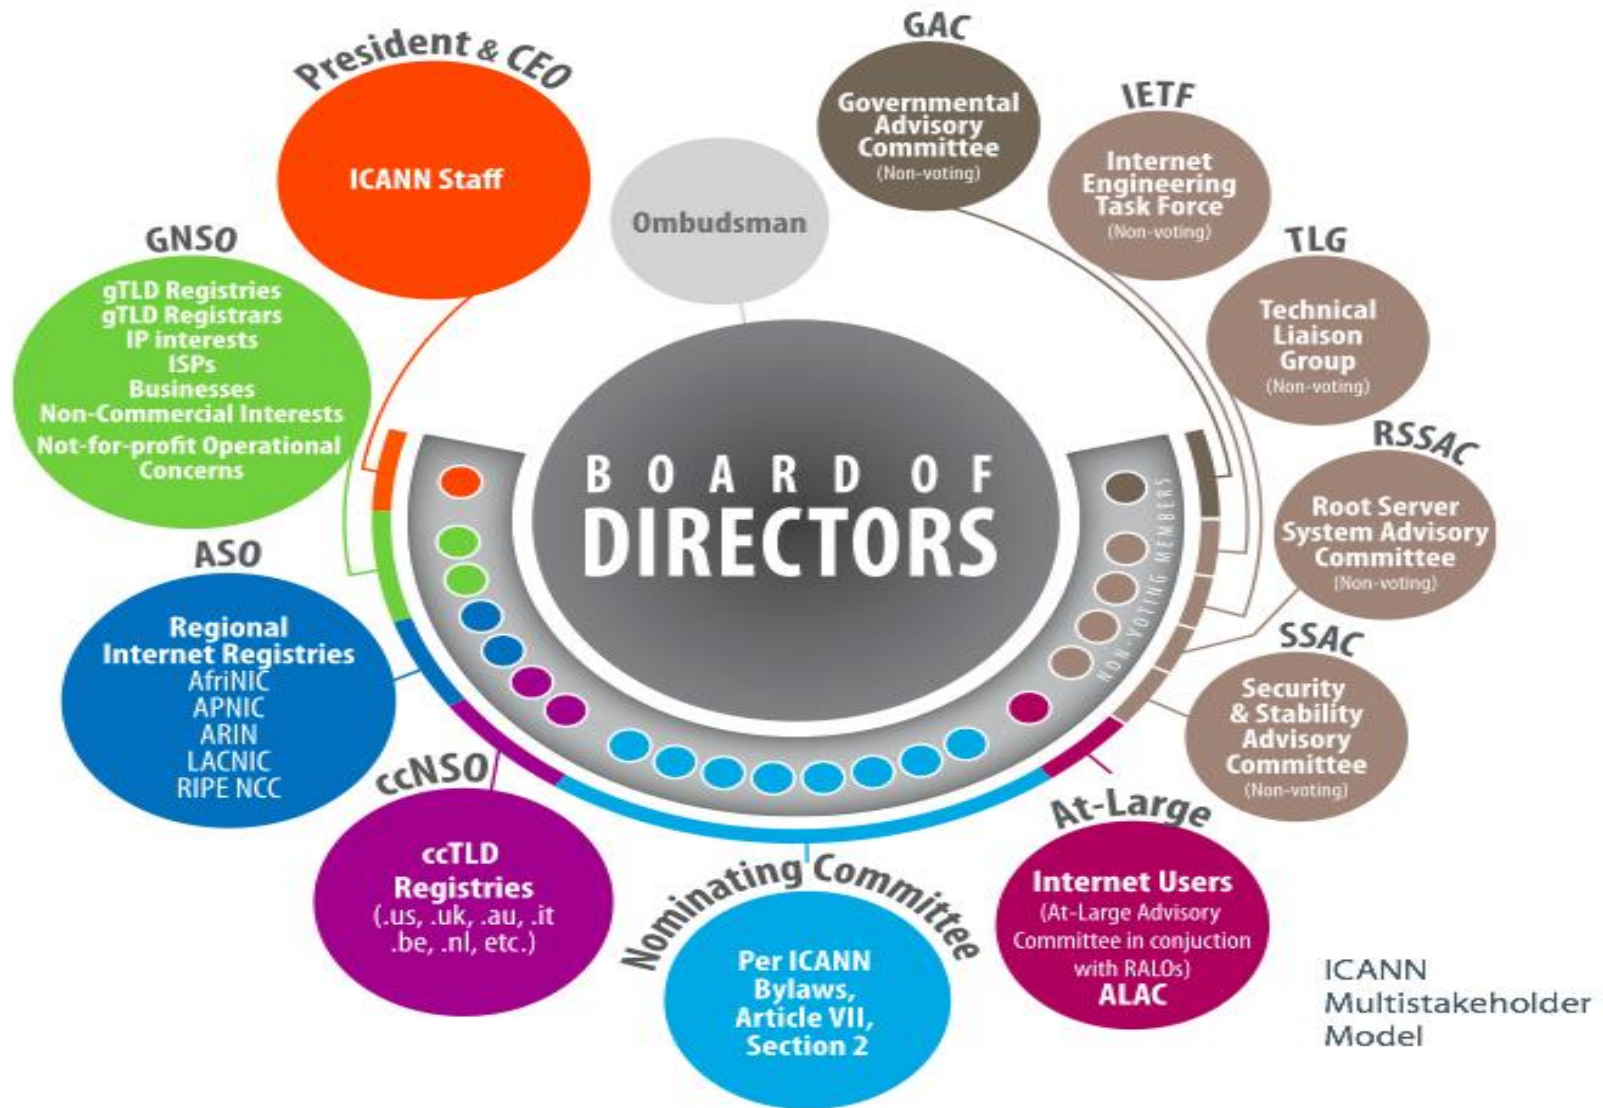 President & CEO
ICANN Staff
Ombudsman
GAC
Governmental
Advisory
Committee
(Non-voting)
IETF
Internet
Engineering
Task Force
(Non-voting)
TLG
Technical
Liaison
Group
(Non-voting)
RSSAC
Root Server
System Advisory
Committee
(Non-voting)
SSAC
Security
& Stability
Advisory
Committee
(Non-voting)
GNSO
gTLD Registries
gTLD Registrars
IP interests
ISPs
Businesses
Non-Commercial Interests
Not-for-profit Operational
Concerns
BOARD OF
DIRECTORS
NON-VOTING MEMBERS
ASO
Regional
Internet Registries
AfriNIC
APNIC
ARIN
LACNIC
RIPE NCC
ccNSO
ccTLD
Registries
(.us, .uk, .au, .it
.be, .nl, etc.)
Nominating Committee
Per ICANN
Bylaws,
Article VII,
Section 2
At-Large
Internet Users
(At-Large Advisory
Committee in conjuction
with RALOs)
ALAC
ICANN
Multistakeholder
Model